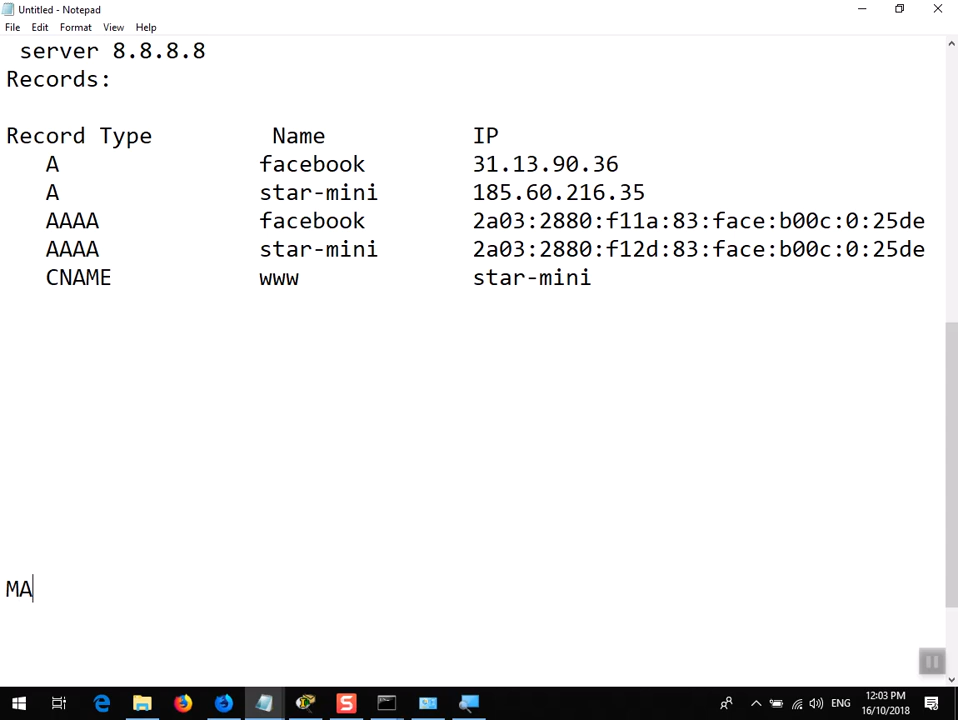 Untitled - Notepad
File Edit Format View Help
server 8.8.8.8
Records:
Record Type Name IP
A facebook 31.13.90.36
A star-mini 185.60.216.35
AAAA facebook 2a03:2880:f11a:83:face:b00c:0:25de
AAAA star-mini 2a03:2880:f12d:83:face:b00c:0:25de
CNAME www star-mini
MA
ENG
12:03 PM
16/10/2018